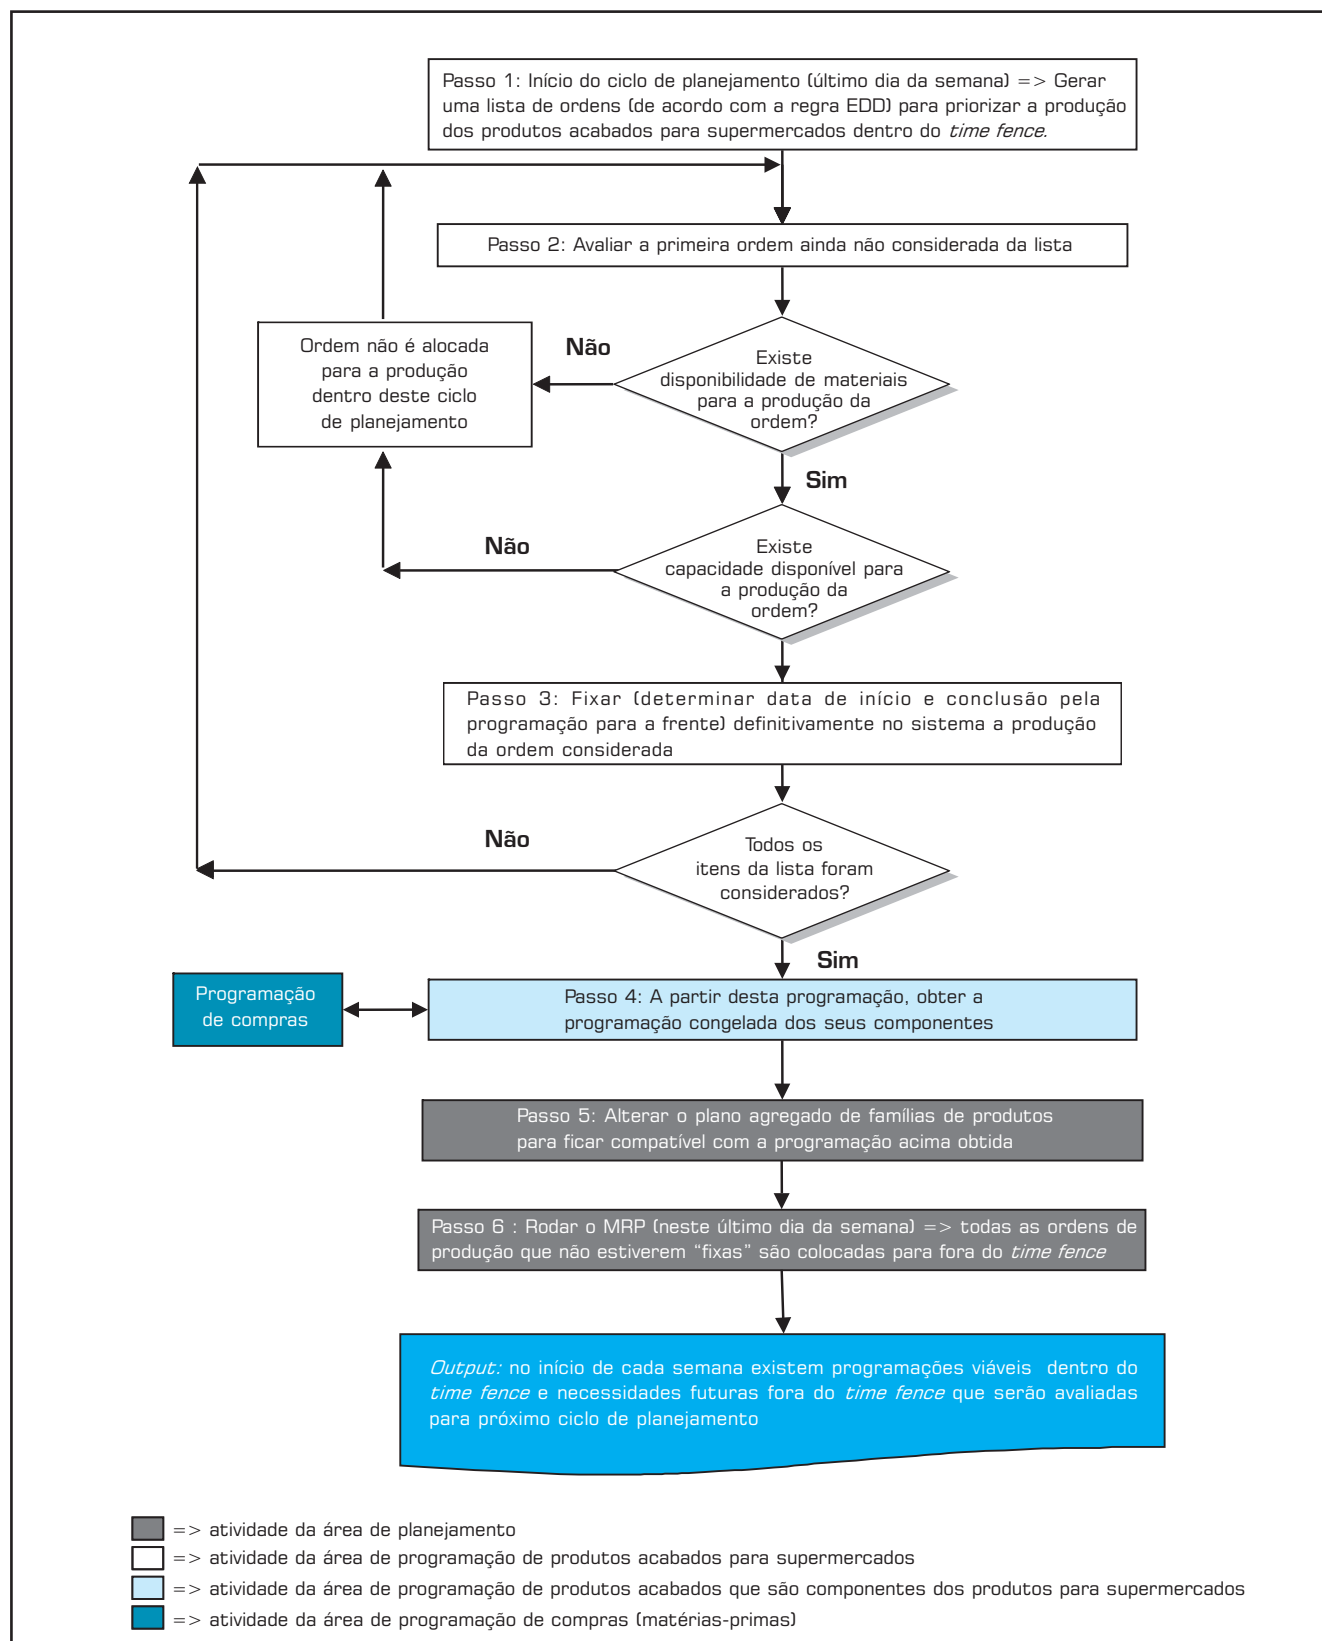 Passo 1: Início do ciclo de planejamento (último dia da semana) => Gerar
uma lista de ordens (de acordo com a regra EDD) para priorizar a produção
dos produtos acabados para supermercados dentro do time fence.
Passo 2: Avaliar a primeira ordem ainda não considerada da lista
Ordem não é alocada
para a produção
dentro deste ciclo
de planejamento
Não
Existe
disponibilidade de materiais
para a produção da
ordem?
Sim
Não
Existe
capacidade disponível para
a produção da
ordem?
Passo 3: Fixar (determinar data de início e conclusão pela
programação para a frente) definitivamente no sistema a produção
da ordem considerada
Não
Todos os
itens da lista foram
considerados?
Sim
Programação
de compras
Passo 4: A partir desta programação, obter a
programação congelada dos seus componentes
Passo 5: Alterar o plano agregado de famílias de produtos
para ficar compatível com a programação acima obtida
Passo 6 : Rodar o MRP (neste último dia da semana) => todas as ordens de
produção que não estiverem “fixas” são colocadas para fora do time fence
Output: no início de cada semana existem programações viáveis dentro do
time fence e necessidades futuras fora do time fence que serão avaliadas
para próximo ciclo de planejamento
=> atividade da área de planejamento
=> atividade da área de programação de produtos acabados para supermercados
=> atividade da área de programação de produtos acabados que são componentes dos produtos para supermercados
=> atividade da área de programação de compras (matérias-primas)